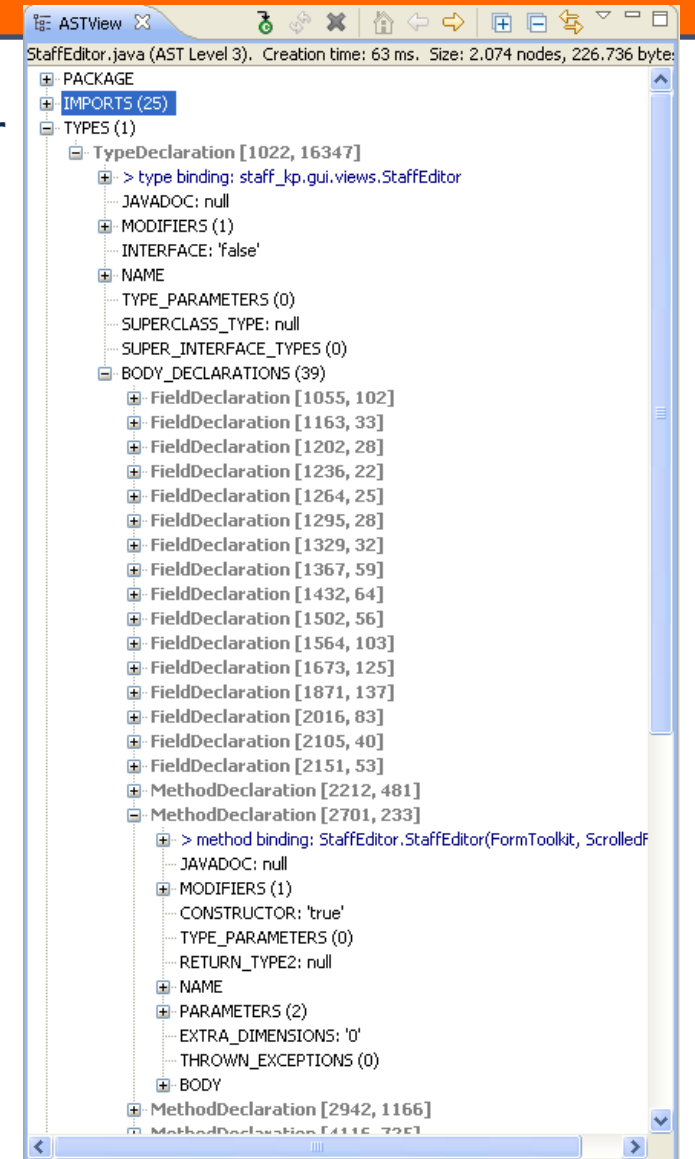 ASTView
StaffEditor.java (AST Level 3). Creation time: 63 ms. Size: 2.074 nodes, 226.736 byte
PACKAGE
IMPORTS (25)
TYPES (1)
TypeDeclaration [1022, 16347]
> type binding: staff_kp.gui.views.StaffEditor
JAVADOC: null
MODIFIERS (1)
INTERFACE: 'false'
NAME
TYPE_PARAMETERS (0)
SUPERCLASS_TYPE: null
SUPER_INTERFACE_TYPES (0)
BODY_DECLARATIONS (39)
FieldDeclaration [1055, 102]
FieldDeclaration [1163, 33]
FieldDeclaration [1202, 28]
FieldDeclaration [1236, 22]
FieldDeclaration [1264, 25]
FieldDeclaration [1295, 28]
FieldDeclaration [1329, 32]
FieldDeclaration [1367, 59]
FieldDeclaration [1432, 64]
FieldDeclaration [1502, 56]
FieldDeclaration [1564, 103]
FieldDeclaration [1673, 125]
FieldDeclaration [1871, 137]
FieldDeclaration [2016, 83]
FieldDeclaration [2105, 40]
FieldDeclaration [2151, 53]
MethodDeclaration [2212, 481]
MethodDeclaration [2701, 233]
> method binding: StaffEditor.StaffEditor(FormToolkit, ScrolledF
JAVADOC: null
MODIFIERS (1)
CONSTRUCTOR: 'true'
TYPE_PARAMETERS (0)
RETURN_TYPE2: null
NAME
PARAMETERS (2)
EXTRA_DIMENSIONS: '0'
THROWN_EXCEPTIONS (0)
BODY
MethodDeclaration [2942, 1166]
MethodDeclaration [4116, 725]